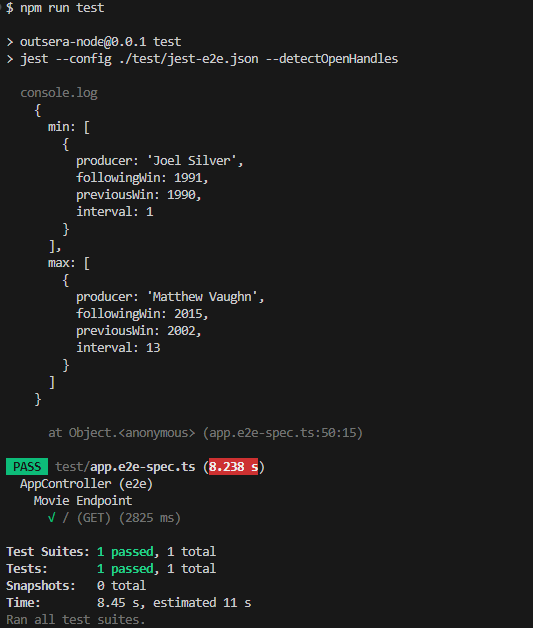 $ npm run test
> outsera-node@0.0.1 test
> jest --config ./test/jest-e2e.json --detectOpenHandles
console.log
{
min: [
{
producer: 'Joel Silver',
followingWin: 1991,
previousWin: 1990,
interval: 1
}
],
max: [
{
producer: 'Matthew Vaughn',
followingWin: 2015,
previousWin: 2002,
interval: 13
}
]
}
at Object.<anonymous> (app.e2e-spec.ts:50:15)
PASS test/app.e2e-spec.ts (8.238 s)
AppController (e2e)
Movie Endpoint
√ / (GET) (2825 ms)
Test Suites: 1 passed, 1 total
Tests: 1 passed, 1 total
Snapshots: 0 total
Time: 8.45 s, estimated 11 s
Ran all test suites.